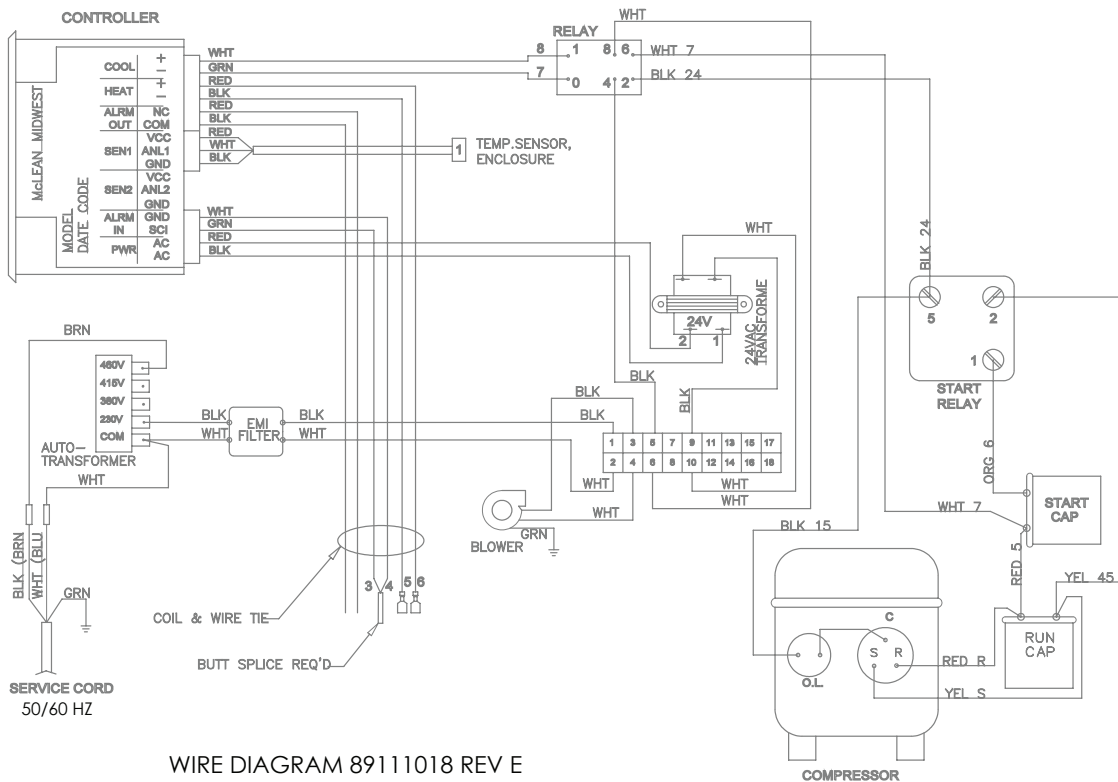 CONTROLLER
McLEAN MIDWEST
MODEL
DATE CODE
COOL + −
HEAT + −
ALRM NC
OUT COM
SEN1 VCC
ANL1
GND
SEN2 VCC
ANL2
GND
ALRM GND
IN SCI
PWR AC
AC
WHT
GRN
RED
BLK
RED
BLK
RED
WHT
BLK
WHT
GRN
RED
BLK
1
TEMP.SENSOR,
ENCLOSURE
RELAY
WHT
8 1 8 6 WHT 7
7 0 4 2 BLK 24
BLK 24
WHT
24V
2 1
24VAC
TRANSFORME
5 2
1
START
RELAY
BRN
460V
415V
380V
230V
COM
AUTO-
TRANSFORMER
WHT
BLK
WHT
EMI
FILTER
BLK
WHT
BLK
BLK
BLK
BLK
1 3 5 7 9 11 13 15 17
2 4 6 8 10 12 14 16 18
WHT
WHT
WHT
WHT
BLOWER
GRN
ORG 6
WHT 7
START
CAP
BLK 15
RED 5
YEL 45
RUN
CAP
RED R
YEL S
C
S R
O.L.
COMPRESSOR
BLK (BRN
WHT (BLU
GRN
SERVICE CORD
50/60 HZ
3 4 5 6
COIL & WIRE TIE
BUTT SPLICE REQ'D
WIRE DIAGRAM 89111018 REV E